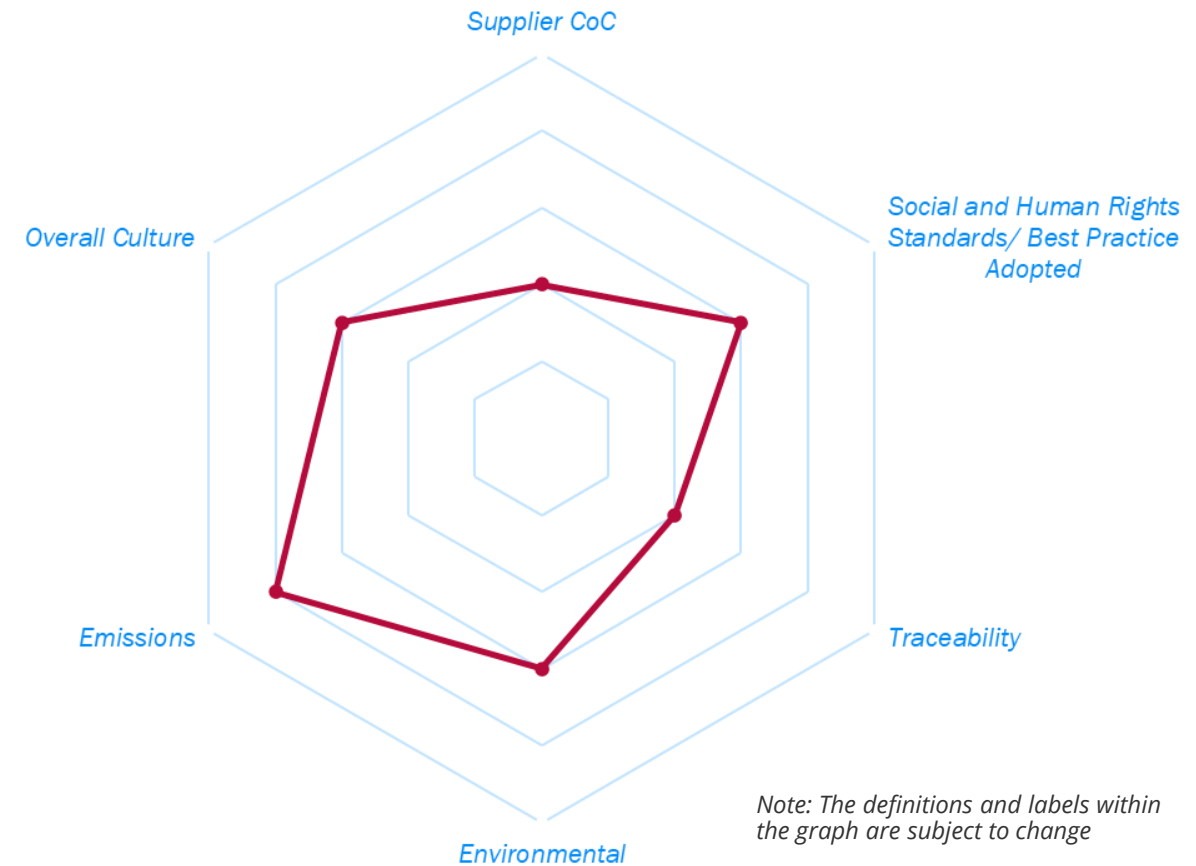 Supplier CoC
Social and Human Rights
Standards/ Best Practice
Adopted
Overall Culture
Emissions
Traceability
Note: The definitions and labels within
the graph are subject to change
Environmental